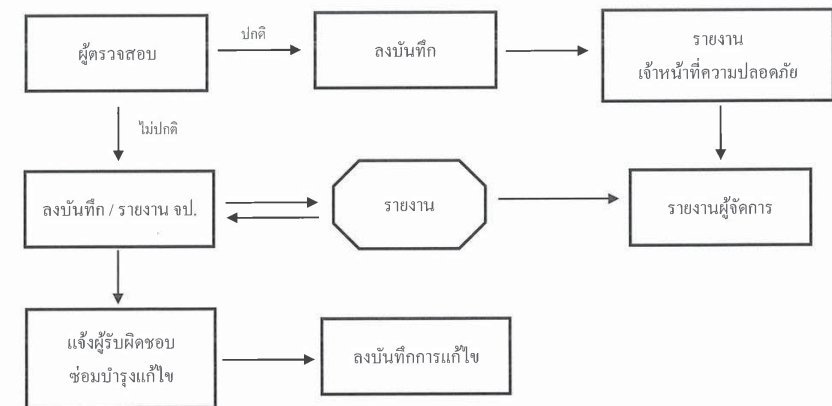 ผู้ตรวจสอบ
ปกติ
ลงบันทึก
รายงาน
เจ้าหน้าที่ความปลอดภัย
ไม่ปกติ
ลงบันทึก / รายงาน จป.
รายงาน
รายงานผู้จัดการ
แจ้งผู้รับผิดชอบ
ซ่อมบำรุงแก้ไข
ลงบันทึกการแก้ไข